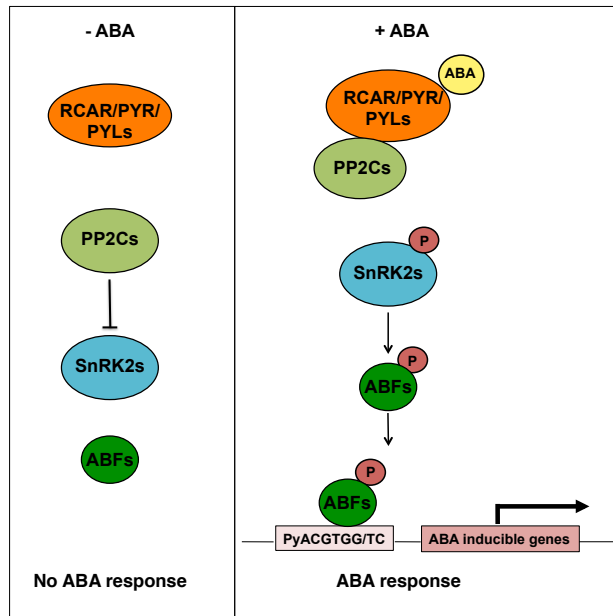 - ABA
RCAR/PYR/
PYLs
PP2Cs
SnRK2s
ABFs
No ABA response
+ ABA
ABA
RCAR/PYR/
PYLs
PP2Cs
P
SnRK2s
P
ABFs
P
ABFs
PyACGTGG/TC
ABA inducible genes
ABA response